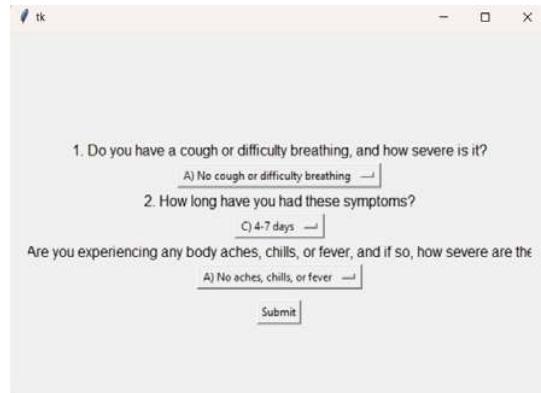 tk
1. Do you have a cough or difficulty breathing, and how severe is it?
A) No cough or difficulty breathing
2. How long have you had these symptoms?
C) 4-7 days
Are you experiencing any body aches, chills, or fever, and if so, how severe are the
A) No aches, chills, or fever
Submit